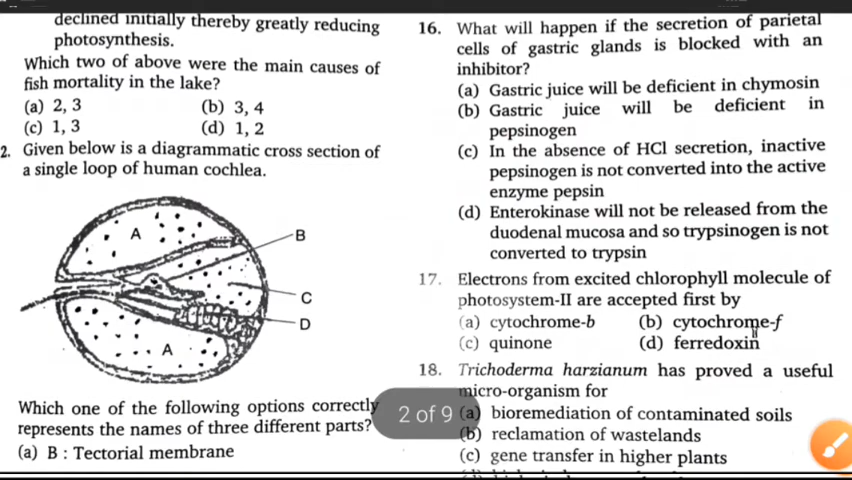 declined initially thereby greatly reducing
photosynthesis.
Which two of above were the main causes of
fish mortality in the lake?
(a) 2, 3
(b) 3, 4
(c) 1, 3
(d) 1, 2
2. Given below is a diagrammatic cross section of
a single loop of human cochlea.
A
B
C
D
A
Which one of the following options correctly
represents the names of three different parts?
(a) B : Tectorial membrane
16. What will happen if the secretion of parietal
cells of gastric glands is blocked with an
inhibitor?
(a) Gastric juice will be deficient in chymosin
(b) Gastric juice will be deficient in
pepsinogen
(c) In the absence of HCl secretion, inactive
pepsinogen is not converted into the active
enzyme pepsin
(d) Enterokinase will not be released from the
duodenal mucosa and so trypsinogen is not
converted to trypsin
17. Electrons from excited chlorophyll molecule of
photosystem-II are accepted first by
(a) cytochrome-b
(b) cytochrome-f
(c) quinone
(d) ferredoxin
18. Trichoderma harzianum has proved a useful
micro-organism for
(a) bioremediation of contaminated soils
(b) reclamation of wastelands
(c) gene transfer in higher plants
2 of 9